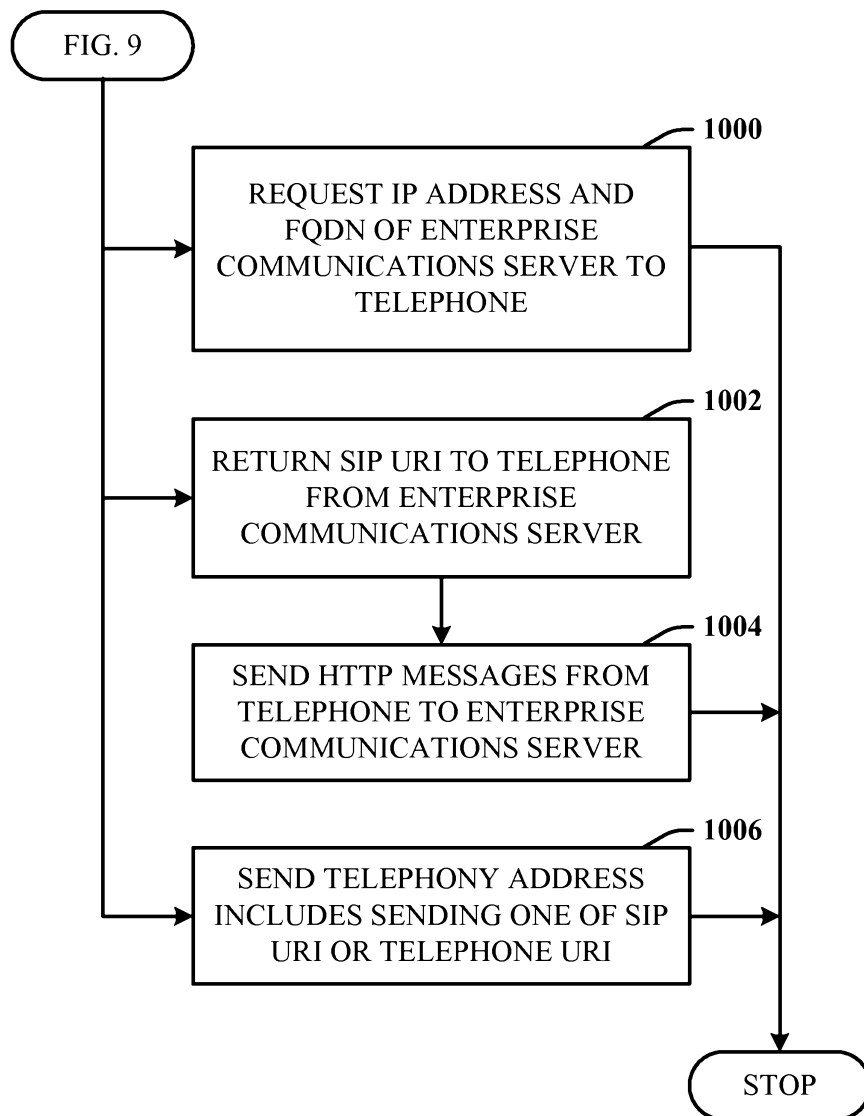 FIG. 9
1000
REQUEST IP ADDRESS AND
FQDN OF ENTERPRISE
COMMUNICATIONS SERVER TO
TELEPHONE
1002
RETURN SIP URI TO TELEPHONE
FROM ENTERPRISE
COMMUNICATIONS SERVER
1004
SEND HTTP MESSAGES FROM
TELEPHONE TO ENTERPRISE
COMMUNICATIONS SERVER
1006
SEND TELEPHONY ADDRESS
INCLUDES SENDING ONE OF SIP
URI OR TELEPHONE URI
STOP